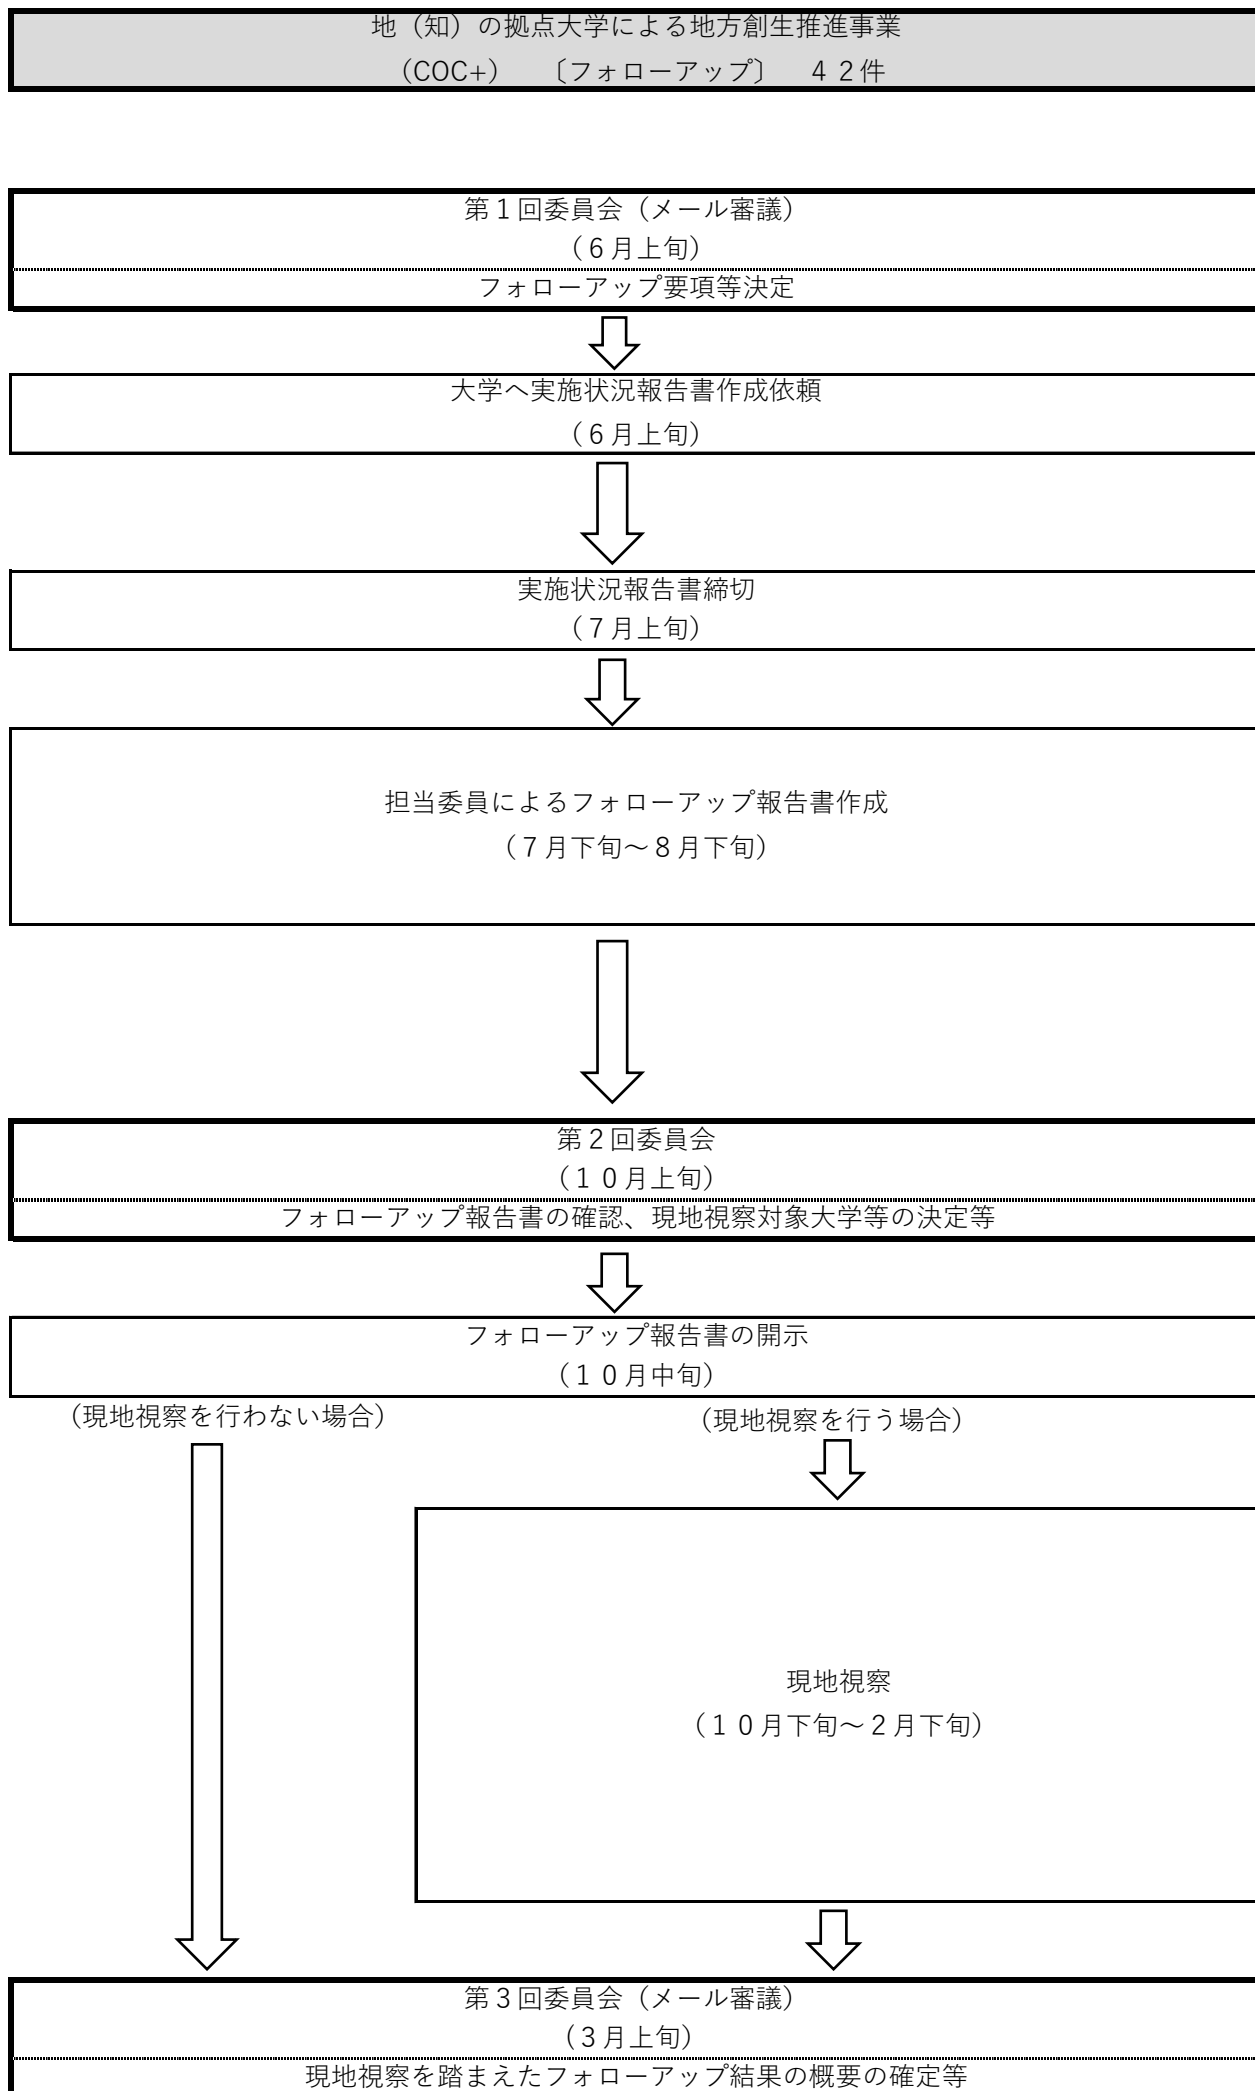 地（知）の拠点大学による地方創生推進事業
（COC+）　〔フォローアップ〕　４２件
第１回委員会（メール審議）
（６月上旬）
フォローアップ要項等決定
大学へ実施状況報告書作成依頼
（６月上旬）
実施状況報告書締切
（７月上旬）
担当委員によるフォローアップ報告書作成
（７月下旬～８月下旬）
第２回委員会
（１０月上旬）
フォローアップ報告書の確認、現地視察対象大学等の決定等
フォローアップ報告書の開示
（１０月中旬）
（現地視察を行わない場合）
（現地視察を行う場合）
現地視察
（１０月下旬～２月下旬）
第３回委員会（メール審議）
（３月上旬）
現地視察を踏まえたフォローアップ結果の概要の確定等